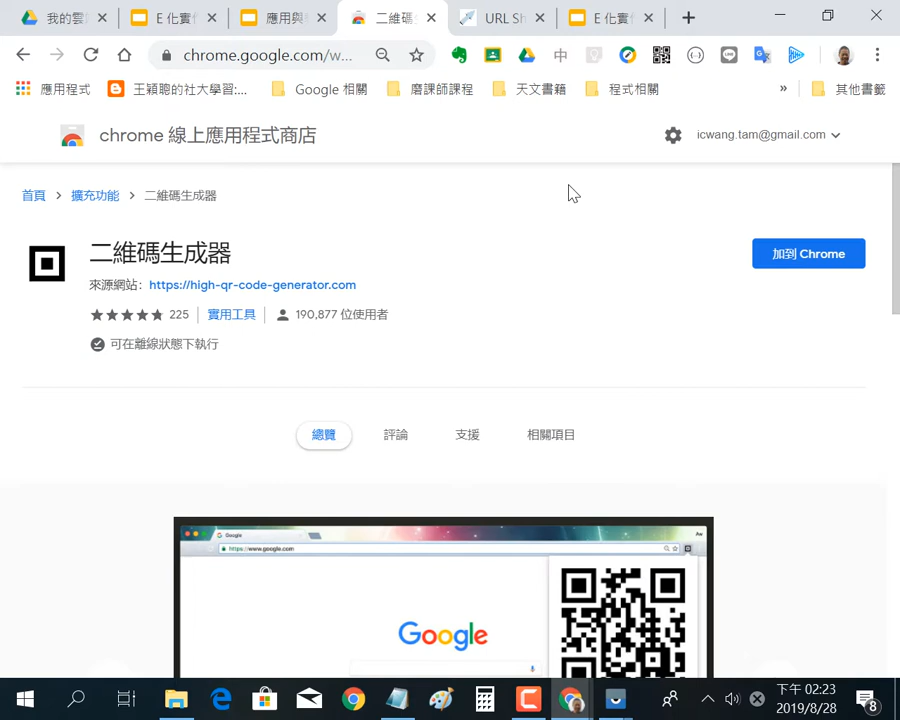 我的雲 E 化實 應用與 二維碼 URL Sh E 化實
chrome.google.com/w...
應用程式 王穎聰的社大學習:... Google 相關 磨課師課程 天文書籍 程式相關 » 其他書籤
chrome 線上應用程式商店 icwang.tam@gmail.com
首頁 > 擴充功能 > 二維碼生成器
二維碼生成器
加到 Chrome
來源網站: https://high-qr-code-generator.com
225 實用工具 190,877 位使用者
可在離線狀態下執行
總覽 評論 支援 相關項目
Google
https://www.google.com
Google
下午 02:23
2019/8/28
8